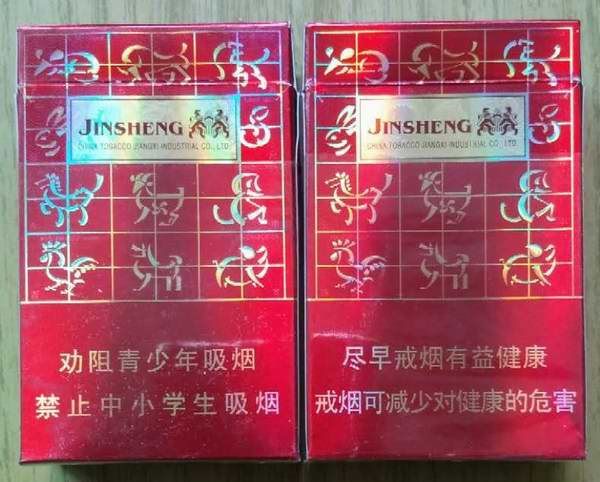 JINSHENG
CHINA TOBACCO JIANGXI INDUSTRIAL CO., LTD.
劝阻青少年吸烟
禁止中小学生吸烟
JINSHENG
CHINA TOBACCO JIANGXI INDUSTRIAL CO., LTD.
尽早戒烟有益健康
戒烟可减少对健康的危害